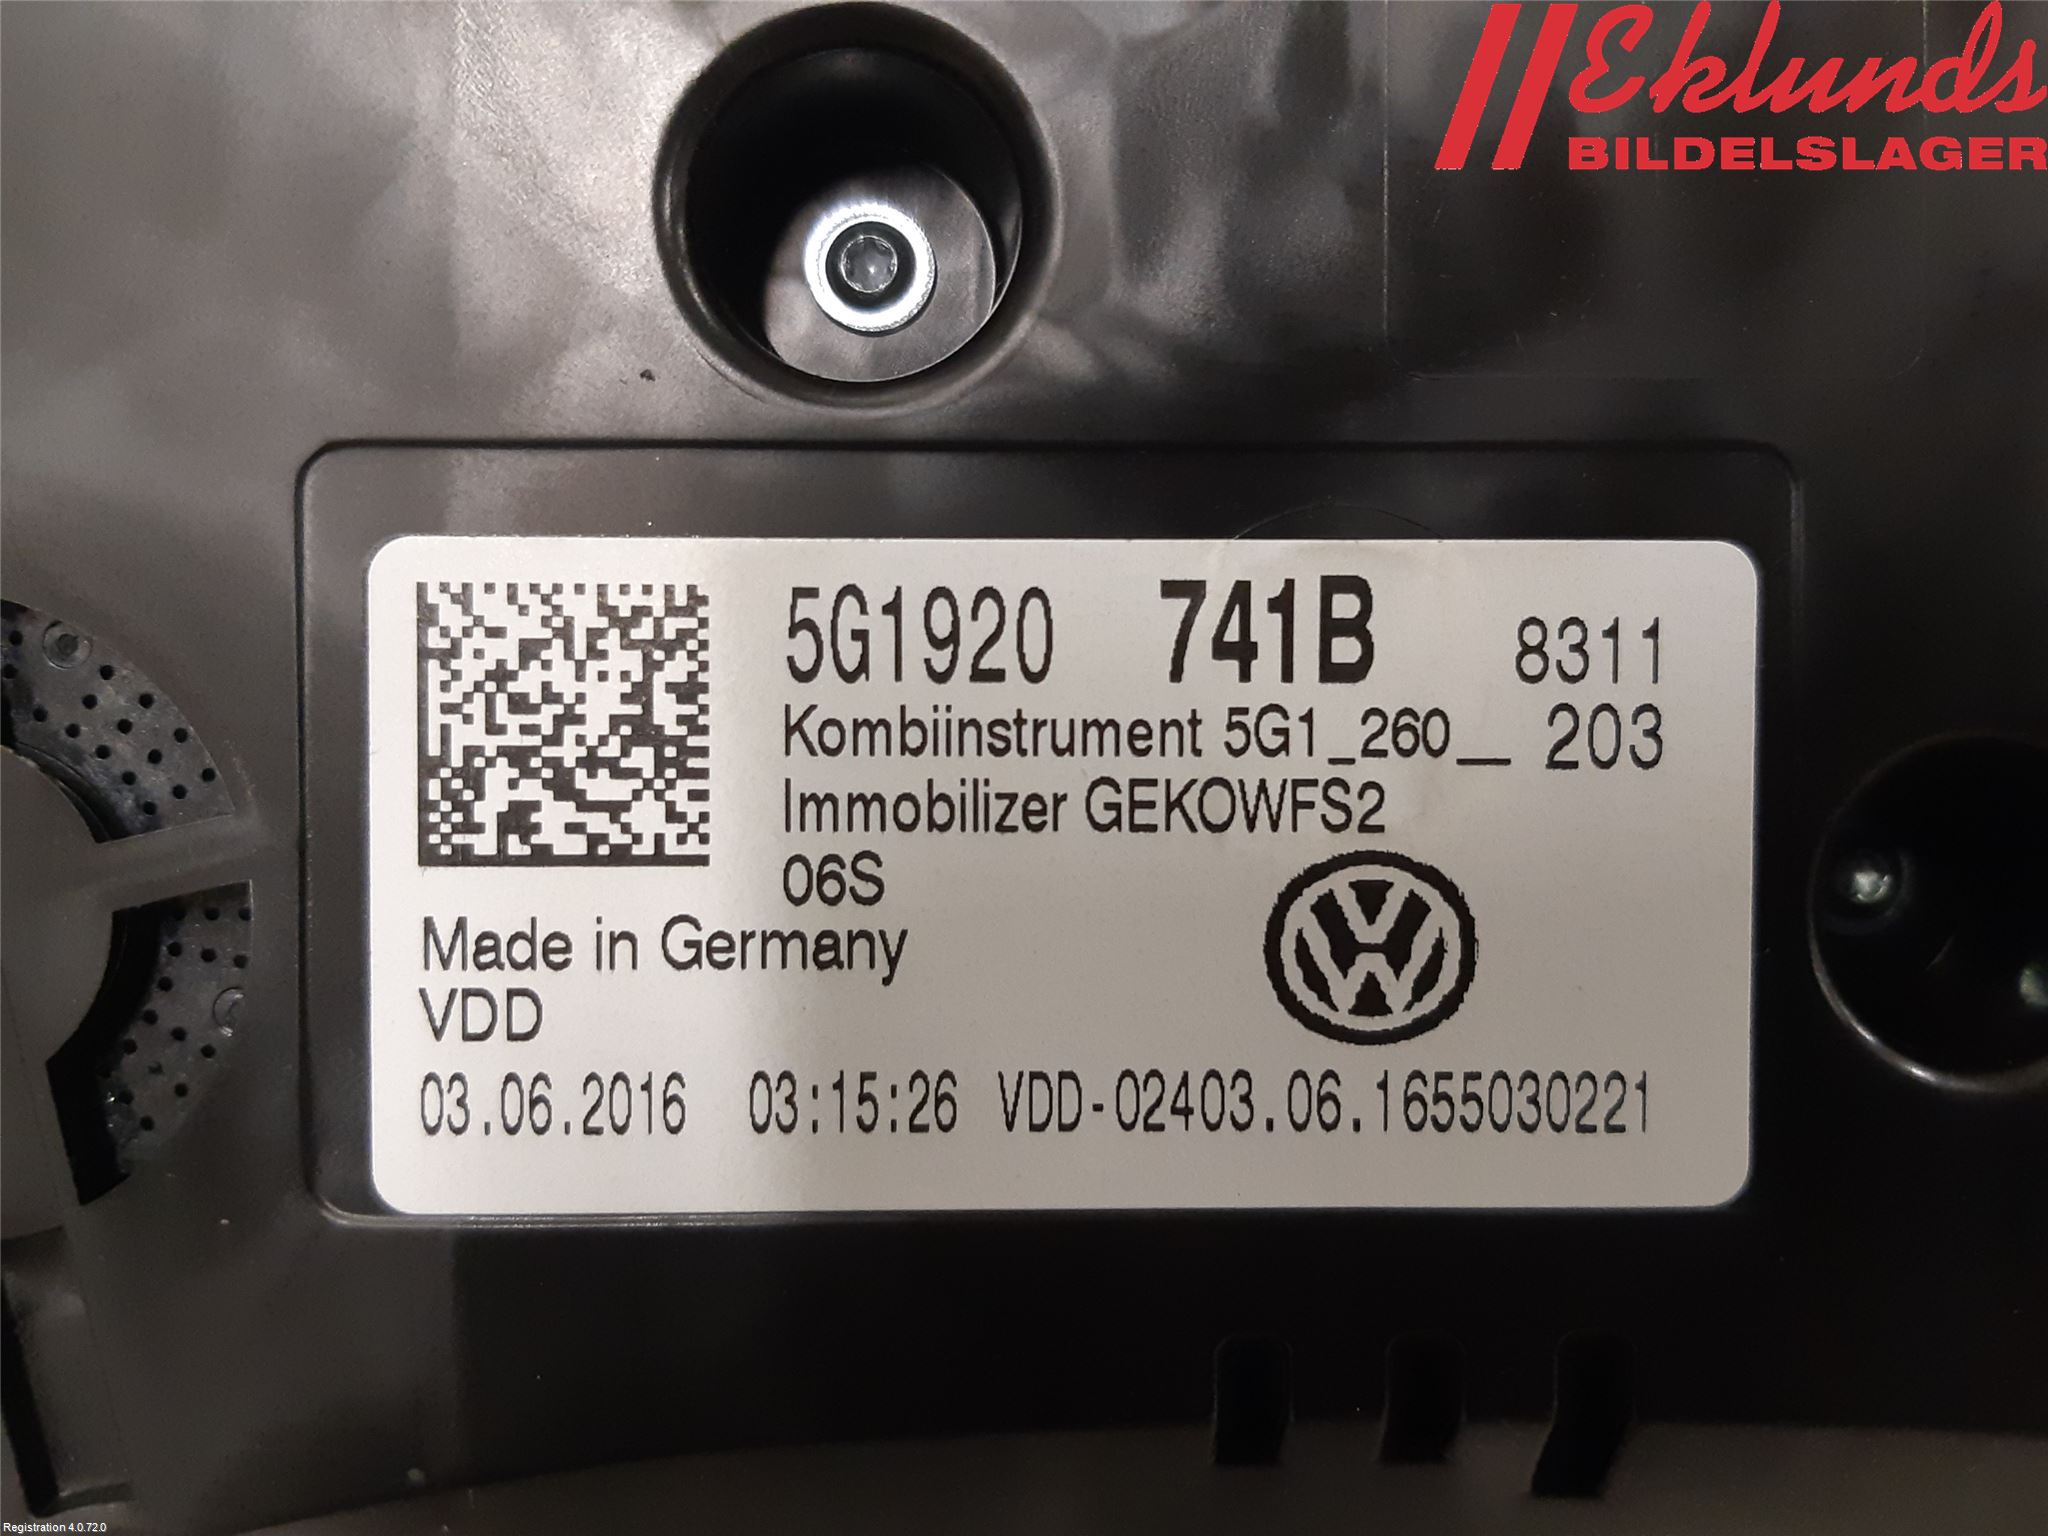 Eklunds
BILDELSLAGER
5G1920 741B 8311
Kombiinstrument 5G1_260__ 203
Immobilizer GEKOWFS2
06S
Made in Germany
VDD
03.06.2016 03:15:26 VDD-02403.06.1655030221
Registration 4.0.72.0